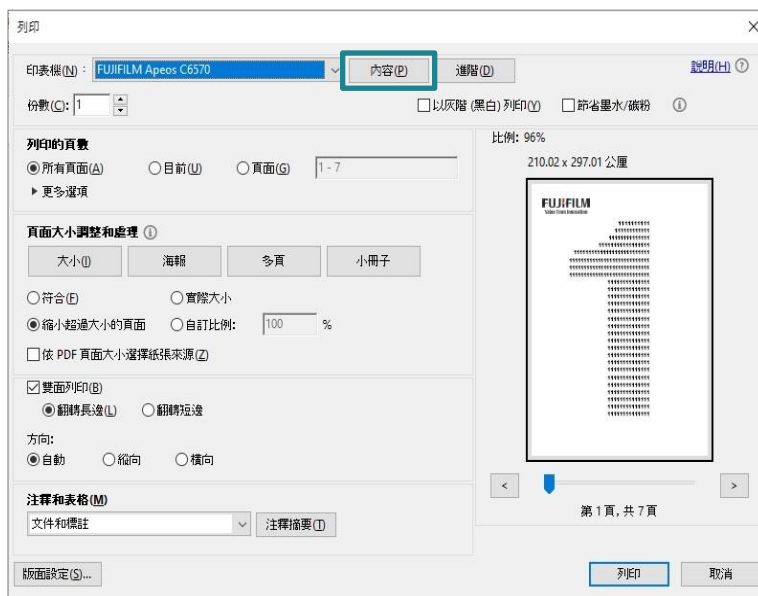 列印
印表機(N)： FUJIFILM Apeos C6570 內容(P) 進階(D) 說明(H)
份數(C): 1 以灰階 (黑白) 列印(Y) 節省墨水/碳粉
列印的頁數
所有頁面(A) 目前(U) 頁面(G) 1 - 7
更多選項
頁面大小調整和處理
大小(I) 海報 多頁 小冊子
符合(F) 實際大小
縮小超過大小的頁面 自訂比例: 100 %
依 PDF 頁面大小選擇紙張來源(Z)
雙面列印(B)
翻轉長邊(L) 翻轉短邊
方向:
自動 縱向 橫向
注釋和表格(M)
文件和標註 注釋摘要(T)
比例: 96%
210.02 x 297.01 公厘
FUJIFILM
Value from Innovation
< >
第 1 頁, 共 7 頁
版面設定(S)... 列印 取消